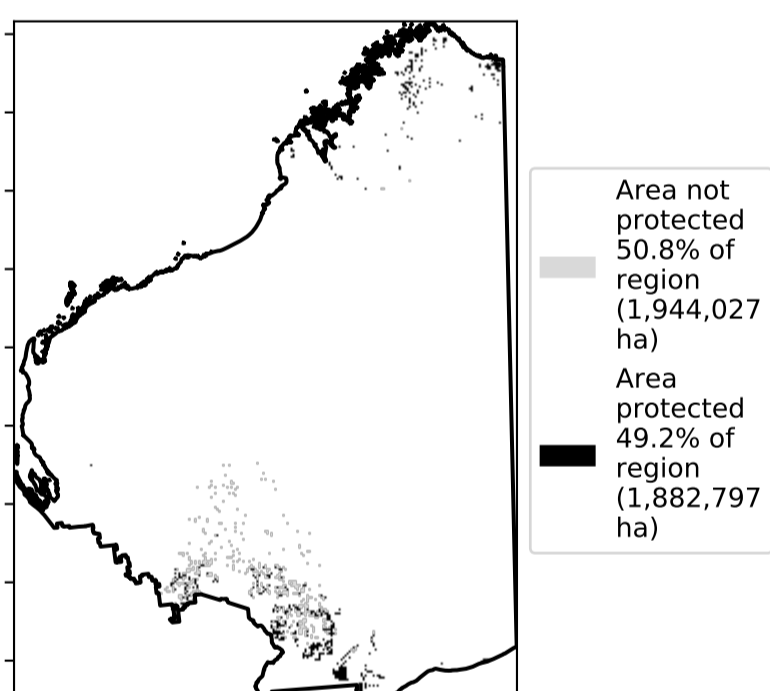 Area not
protected
50.8% of
region
(1,944,027
ha)
Area
protected
49.2% of
region
(1,882,797
ha)